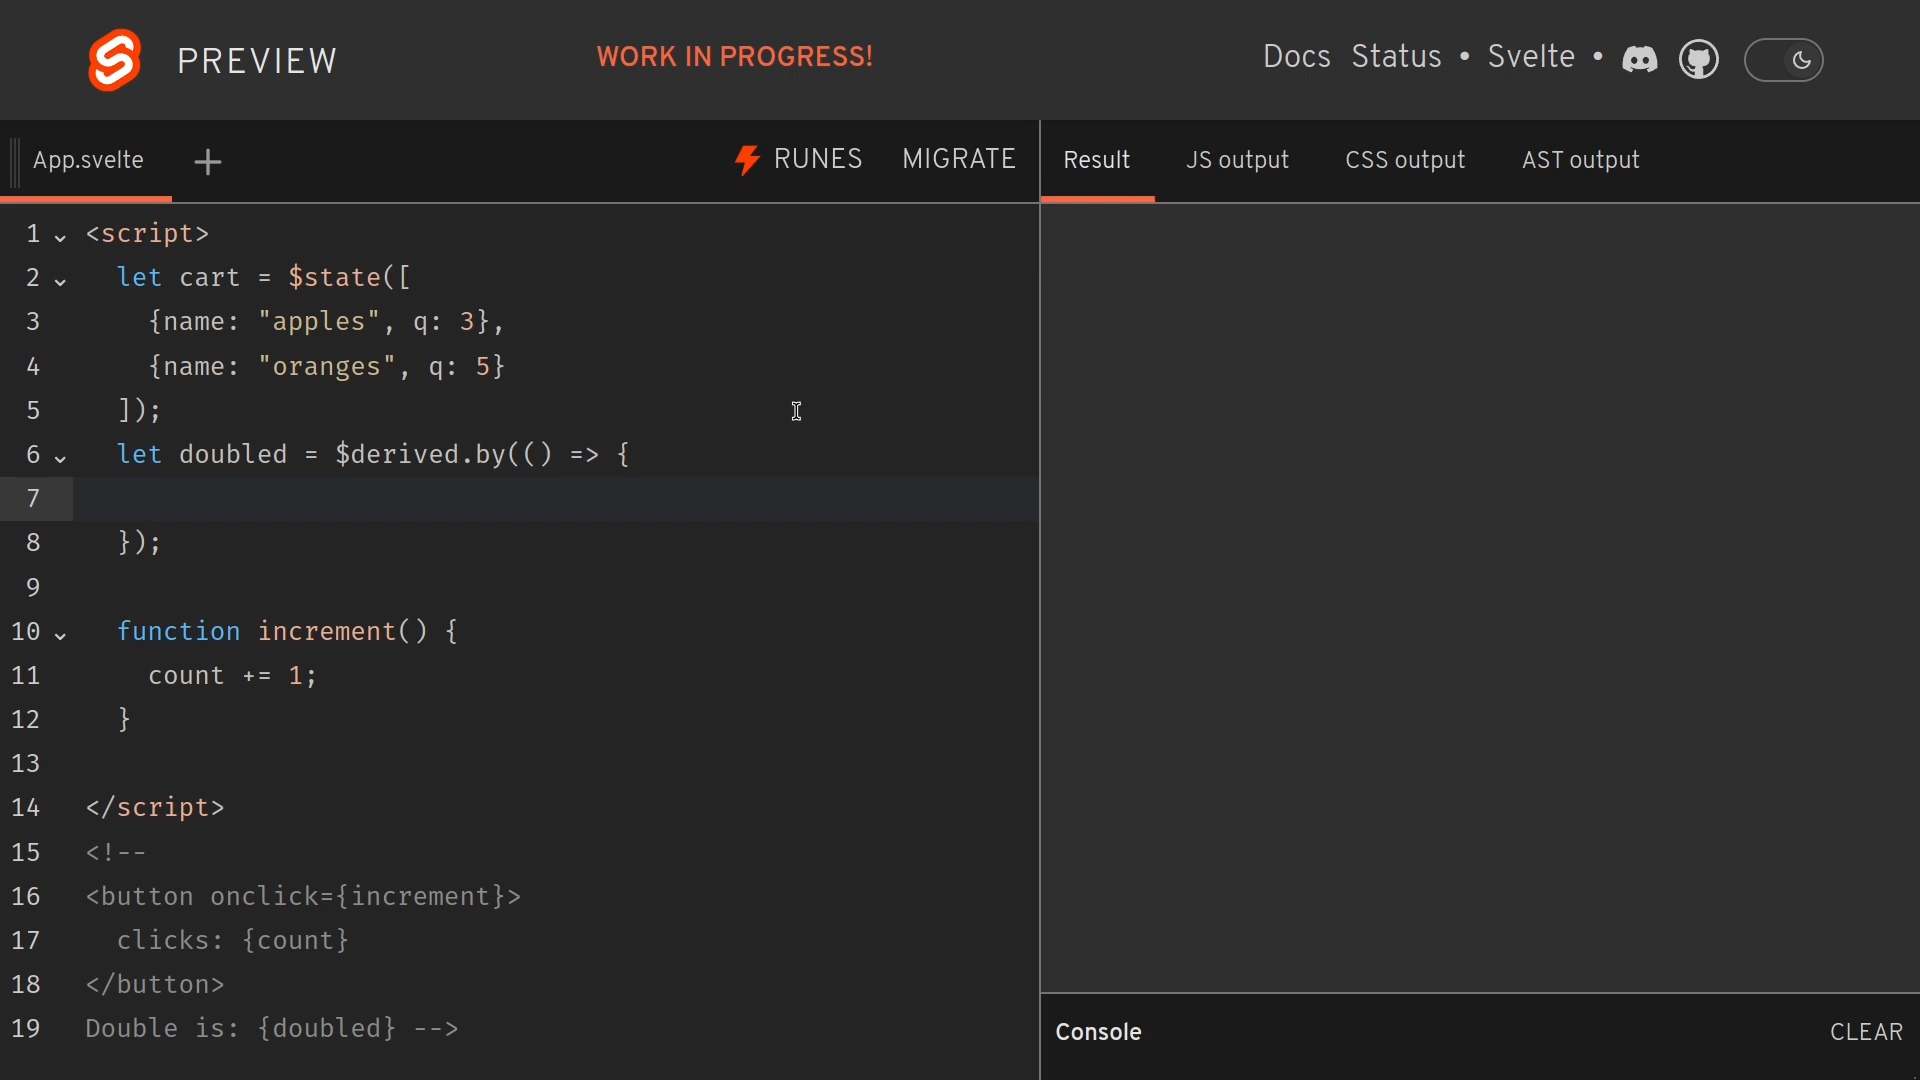 PREVIEW
WORK IN PROGRESS!
Docs Status • Svelte •
App.svelte +
RUNES MIGRATE
Result JS output CSS output AST output
1 <script>
2 let cart = $state([
3 {name: "apples", q: 3},
4 {name: "oranges", q: 5}
5 ]);
6 let doubled = $derived.by(() => {
7
8 });
9
10 function increment() {
11 count += 1;
12 }
13
14 </script>
15 <!--
16 <button onclick={increment}>
17 clicks: {count}
18 </button>
19 Double is: {doubled} -->
Console CLEAR